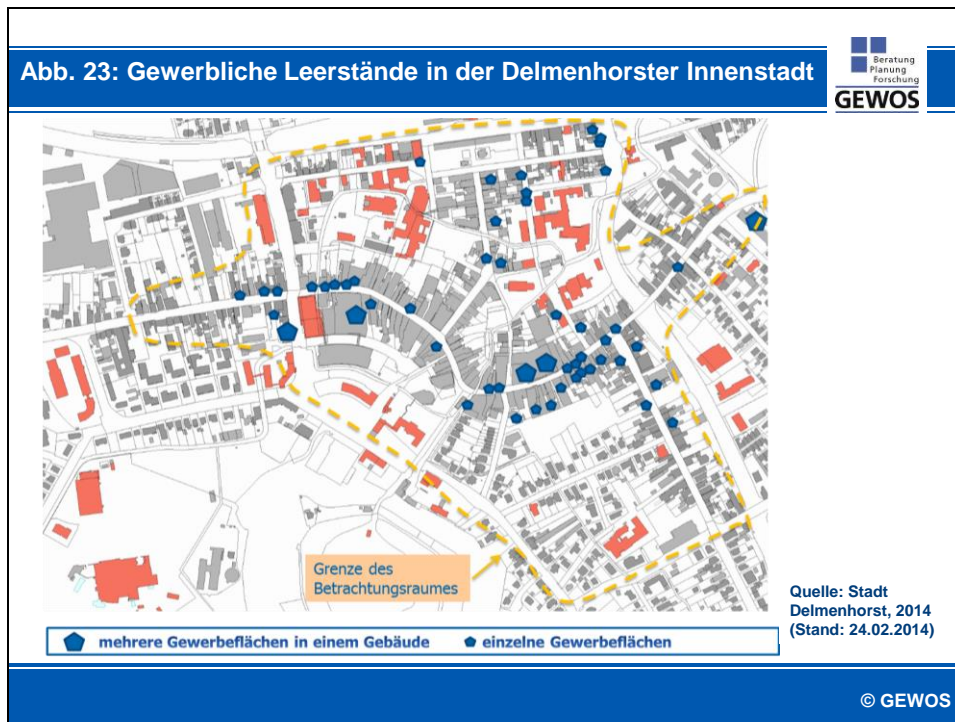 Abb. 23: Gewerbliche Leerstände in der Delmenhorster Innenstadt
Beratung
Planung
Forschung
GEWOS
Grenze des
Betrachtungsraumes
Quelle: Stadt
Delmenhorst, 2014
(Stand: 24.02.2014)
mehrere Gewerbeflächen in einem Gebäude einzelne Gewerbeflächen
© GEWOS